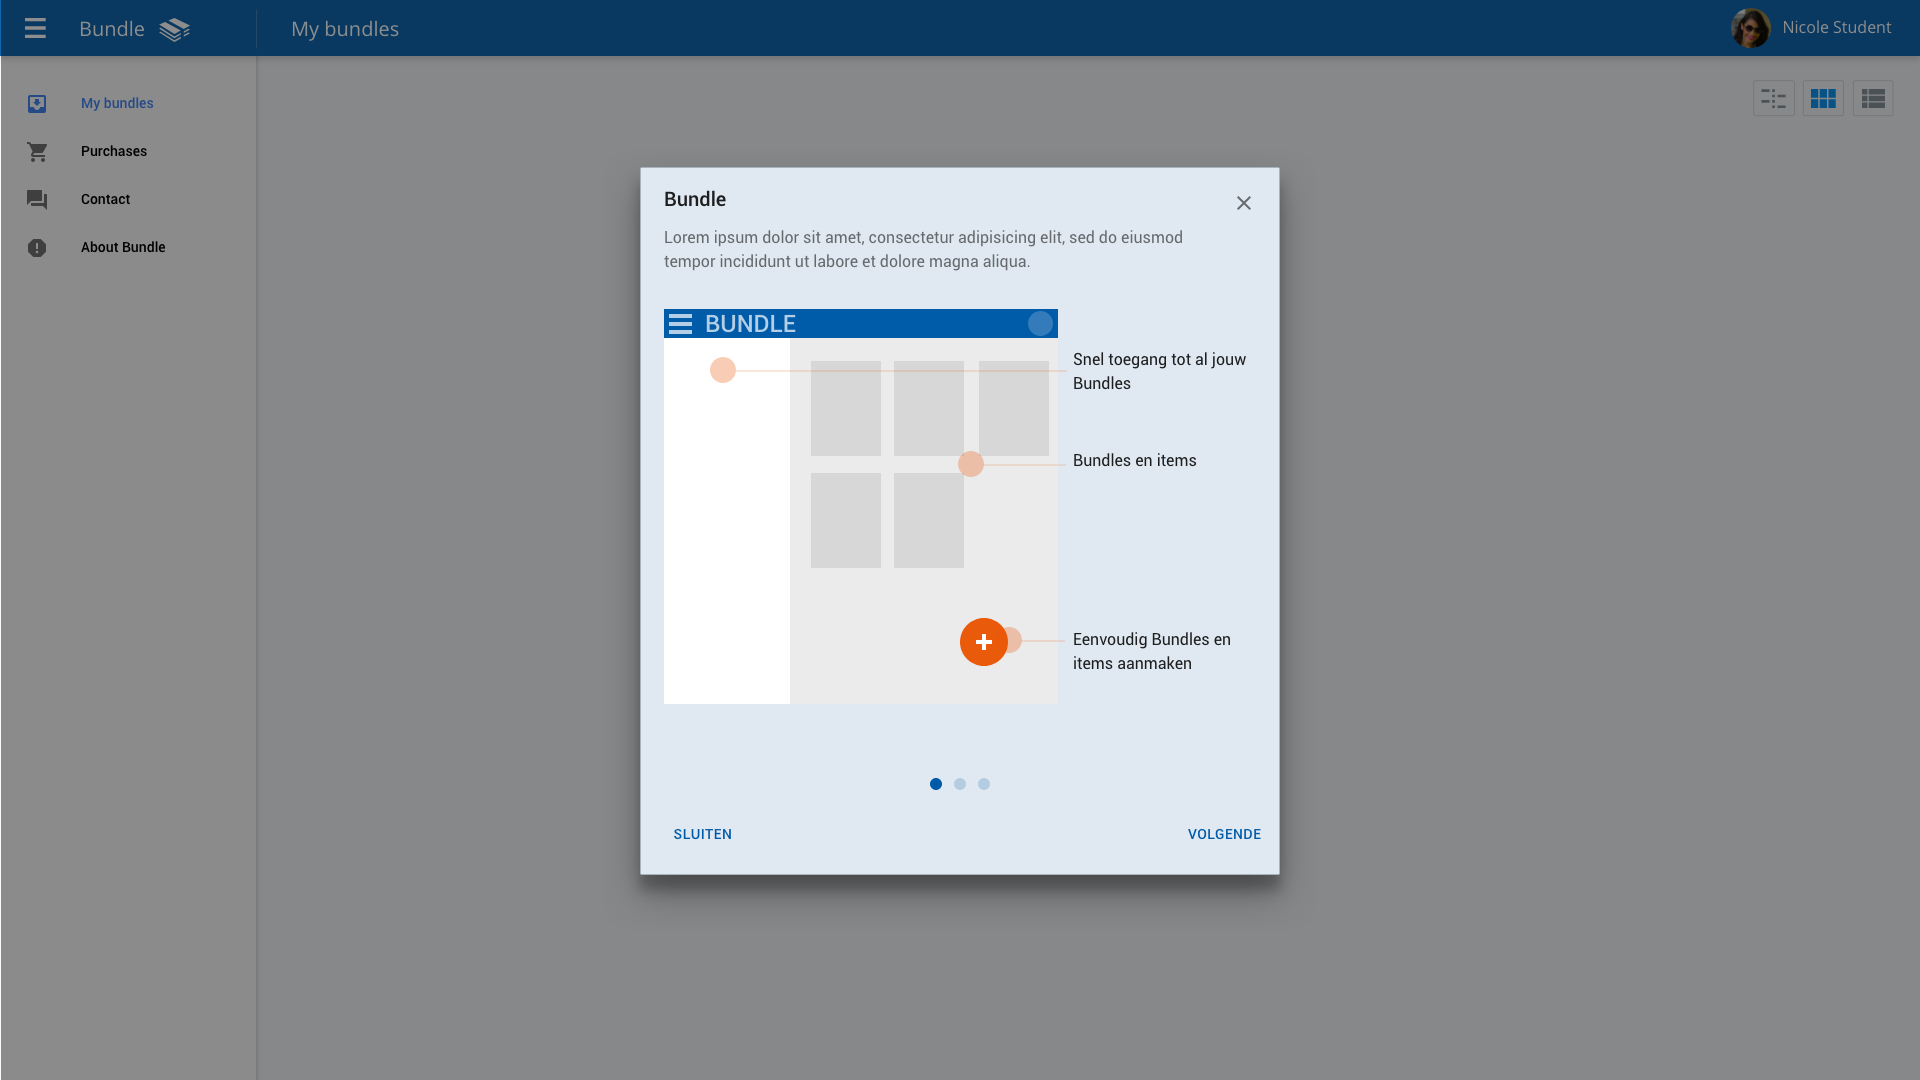 Bundle
My bundles
Nicole Student
My bundles
Purchases
Contact
About Bundle
Bundle
Lorem ipsum dolor sit amet, consectetur adipisicing elit, sed do eiusmod
tempor incididunt ut labore et dolore magna aliqua.
BUNDLE
Snel toegang tot al jouw
Bundles
Bundles en items
Eenvoudig Bundles en
items aanmaken
SLUITEN
VOLGENDE